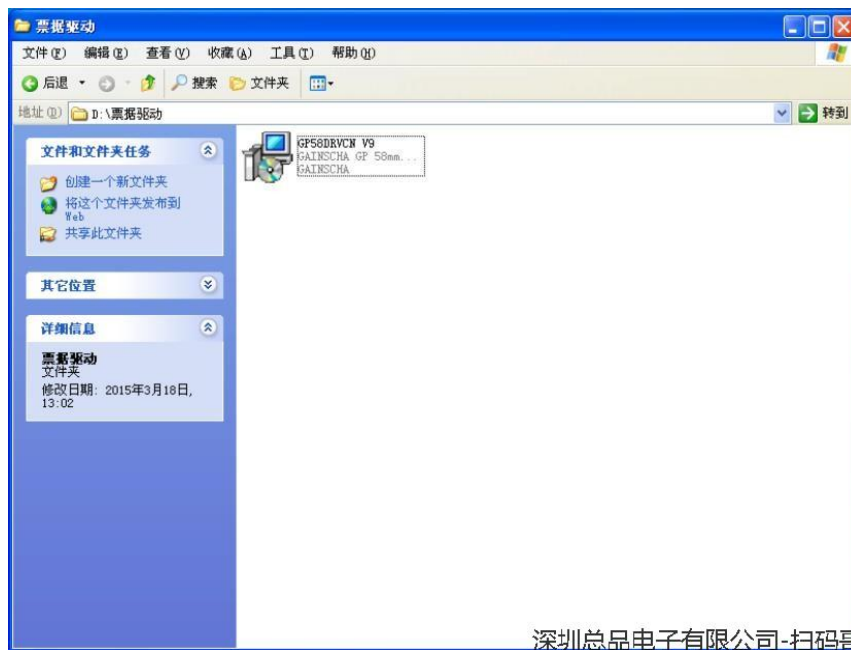 票据驱动
文件(F) 编辑(E) 查看(V) 收藏(A) 工具(T) 帮助(H)
后退 搜索 文件夹
地址(D) D:\票据驱动 转到
文件和文件夹任务
创建一个新文件夹
将这个文件夹发布到
Web
共享此文件夹
其它位置
详细信息
票据驱动
文件夹
修改日期: 2015年3月18日,
13:02
GP58DRVCN V9
GAINSCHA GP 58mm...
GAINSCHA
深圳总品电子有限公司-扫码哥